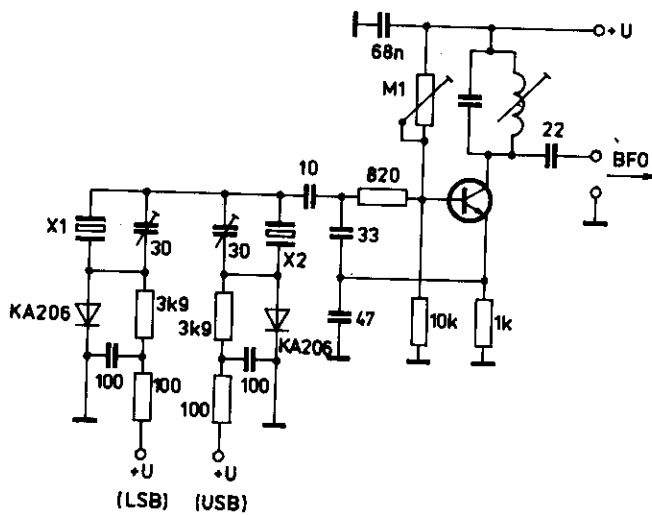 68n
+U
M1
22
BFO
10
820
X1
30
30
X2
33
KA206
3k9
3k9
KA206
47
10k
1k
100
100
100
100
+U
+U
(LSB)
(USB)